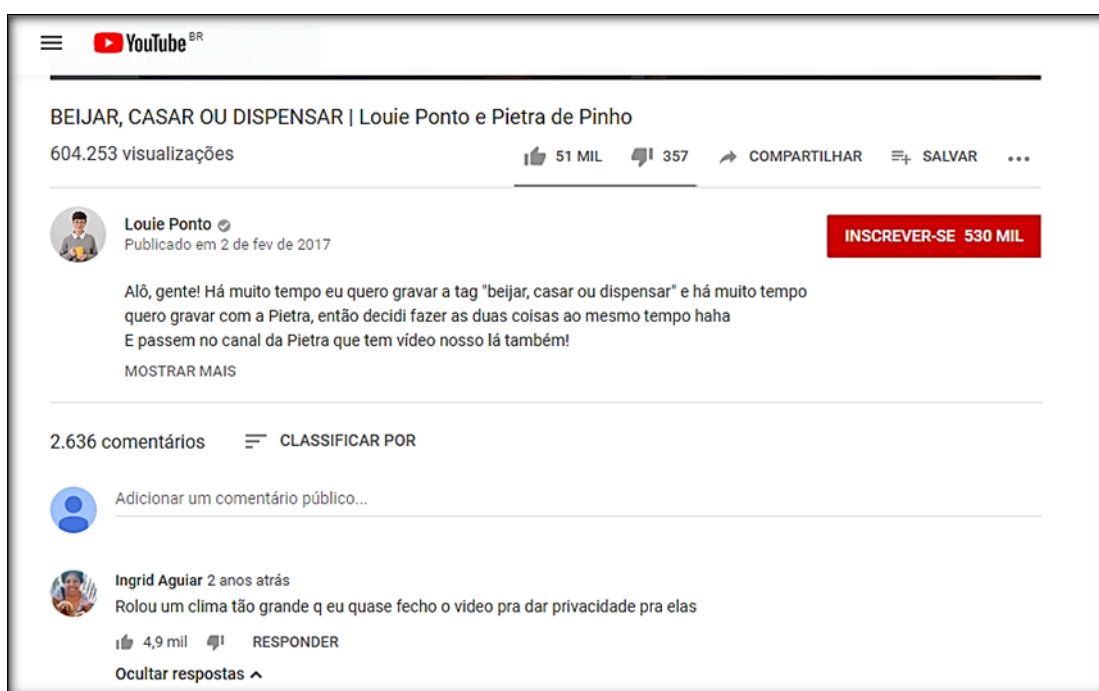 YouTube BR
BEIJAR, CASAR OU DISPENSAR | Louie Ponto e Pietra de Pinho
604.253 visualizações
51 MIL 357 COMPARTILHAR SALVAR
Louie Ponto
Publicado em 2 de fev de 2017
INSCREVER-SE 530 MIL
Alô, gente! Há muito tempo eu quero gravar a tag "beijar, casar ou dispensar" e há muito tempo
quero gravar com a Pietra, então decidi fazer as duas coisas ao mesmo tempo haha
E passem no canal da Pietra que tem vídeo nosso lá também!
MOSTRAR MAIS
2.636 comentários CLASSIFICAR POR
Adicionar um comentário público...
Ingrid Aguiar 2 anos atrás
Rolou um clima tão grande q eu quase fecho o video pra dar privacidade pra elas
4,9 mil RESPONDER
Ocultar respostas